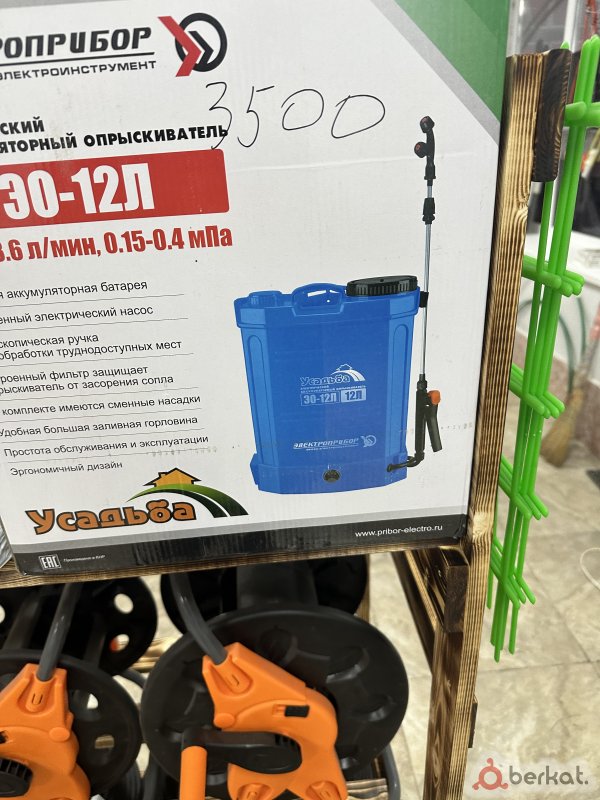 РОПРИБОР
ЭЛЕКТРОИНСТРУМЕНТ
3500
СКИЙ
ЯТОРНЫЙ ОПРЫСКИВАТЕЛЬ
ЭО-12Л
3.6 л/мин, 0.15-0.4 мПа
я аккумуляторная батарея
енный электрический насос
скопическая ручка
обработки труднодоступных мест
роенный фильтр защищает
рыскиватель от засорения сопла
комплекте имеются сменные насадки
Удобная большая заливная горловина
Простота обслуживания и эксплуатации
Эргономичный дизайн
Усадьба
ЭО-12Л 12Л
ЭЛЕКТРОПРИБОР
Усадьба
www.pribor-electro.ru
EAC
Произведено в КНР
berkat.